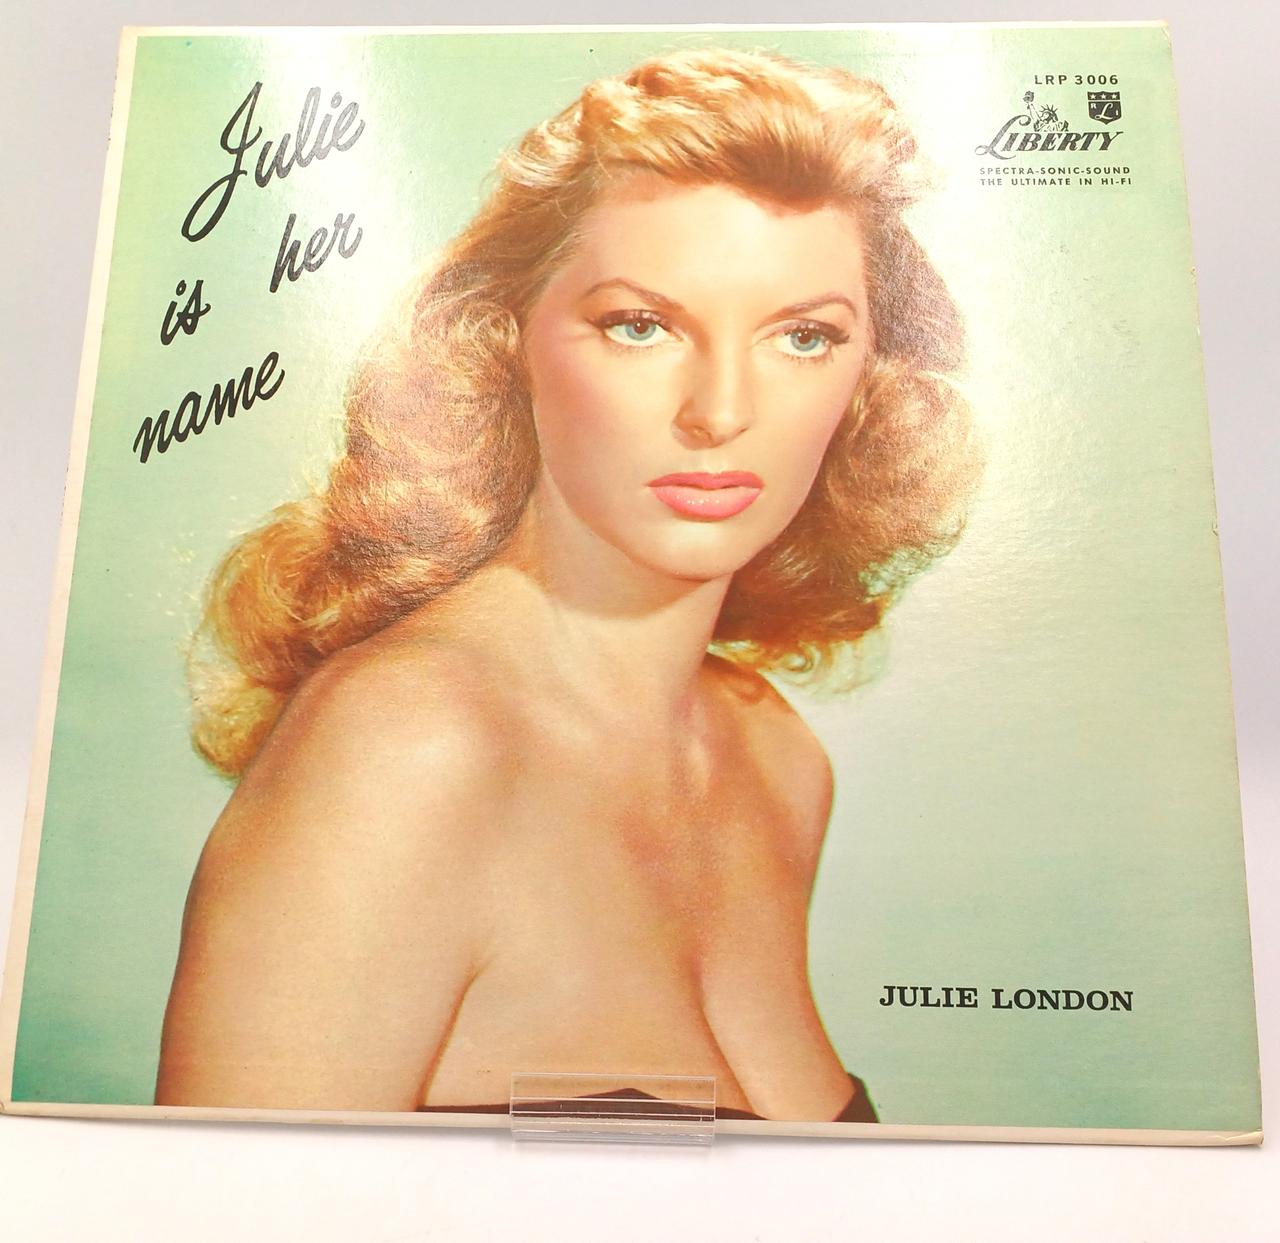 Julie
is her
name
LRP 3006
LIBERTY
SPECTRA-SONIC-SOUND
THE ULTIMATE IN HI-FI
JULIE LONDON